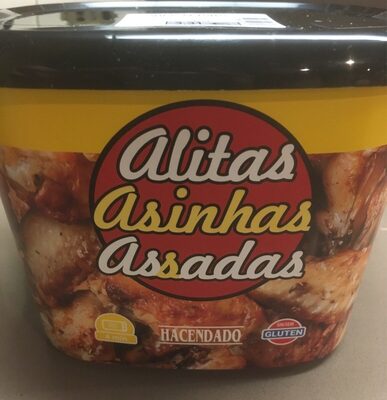 Alitas
Asinhas
Assadas
HACENDADO
GLUTEN